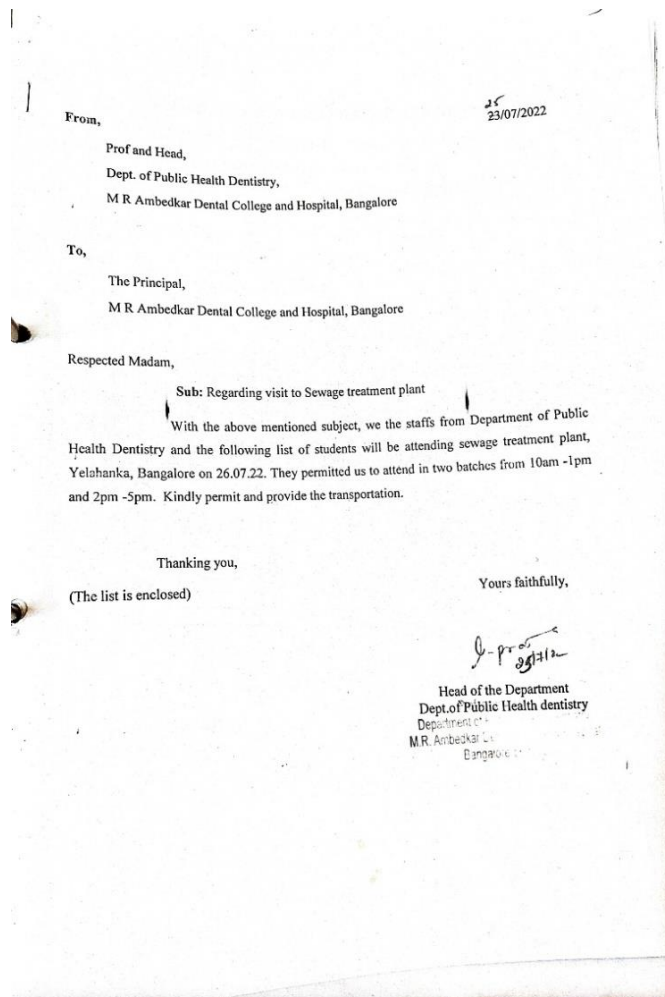 25
23/07/2022
From,
Prof and Head,
Dept. of Public Health Dentistry,
M R Ambedkar Dental College and Hospital, Bangalore
To,
The Principal,
M R Ambedkar Dental College and Hospital, Bangalore
Respected Madam,
Sub: Regarding visit to Sewage treatment plant
With the above mentioned subject, we the staffs from Department of Public
Health Dentistry and the following list of students will be attending sewage treatment plant,
Yelahanka, Bangalore on 26.07.22. They permitted us to attend in two batches from 10am -1pm
and 2pm -5pm. Kindly permit and provide the transportation.
Thanking you,
Yours faithfully,
(The list is enclosed)
Head of the Department
Dept.of Public Health dentistry
Department
M.R. Ambedkar
Bangalore